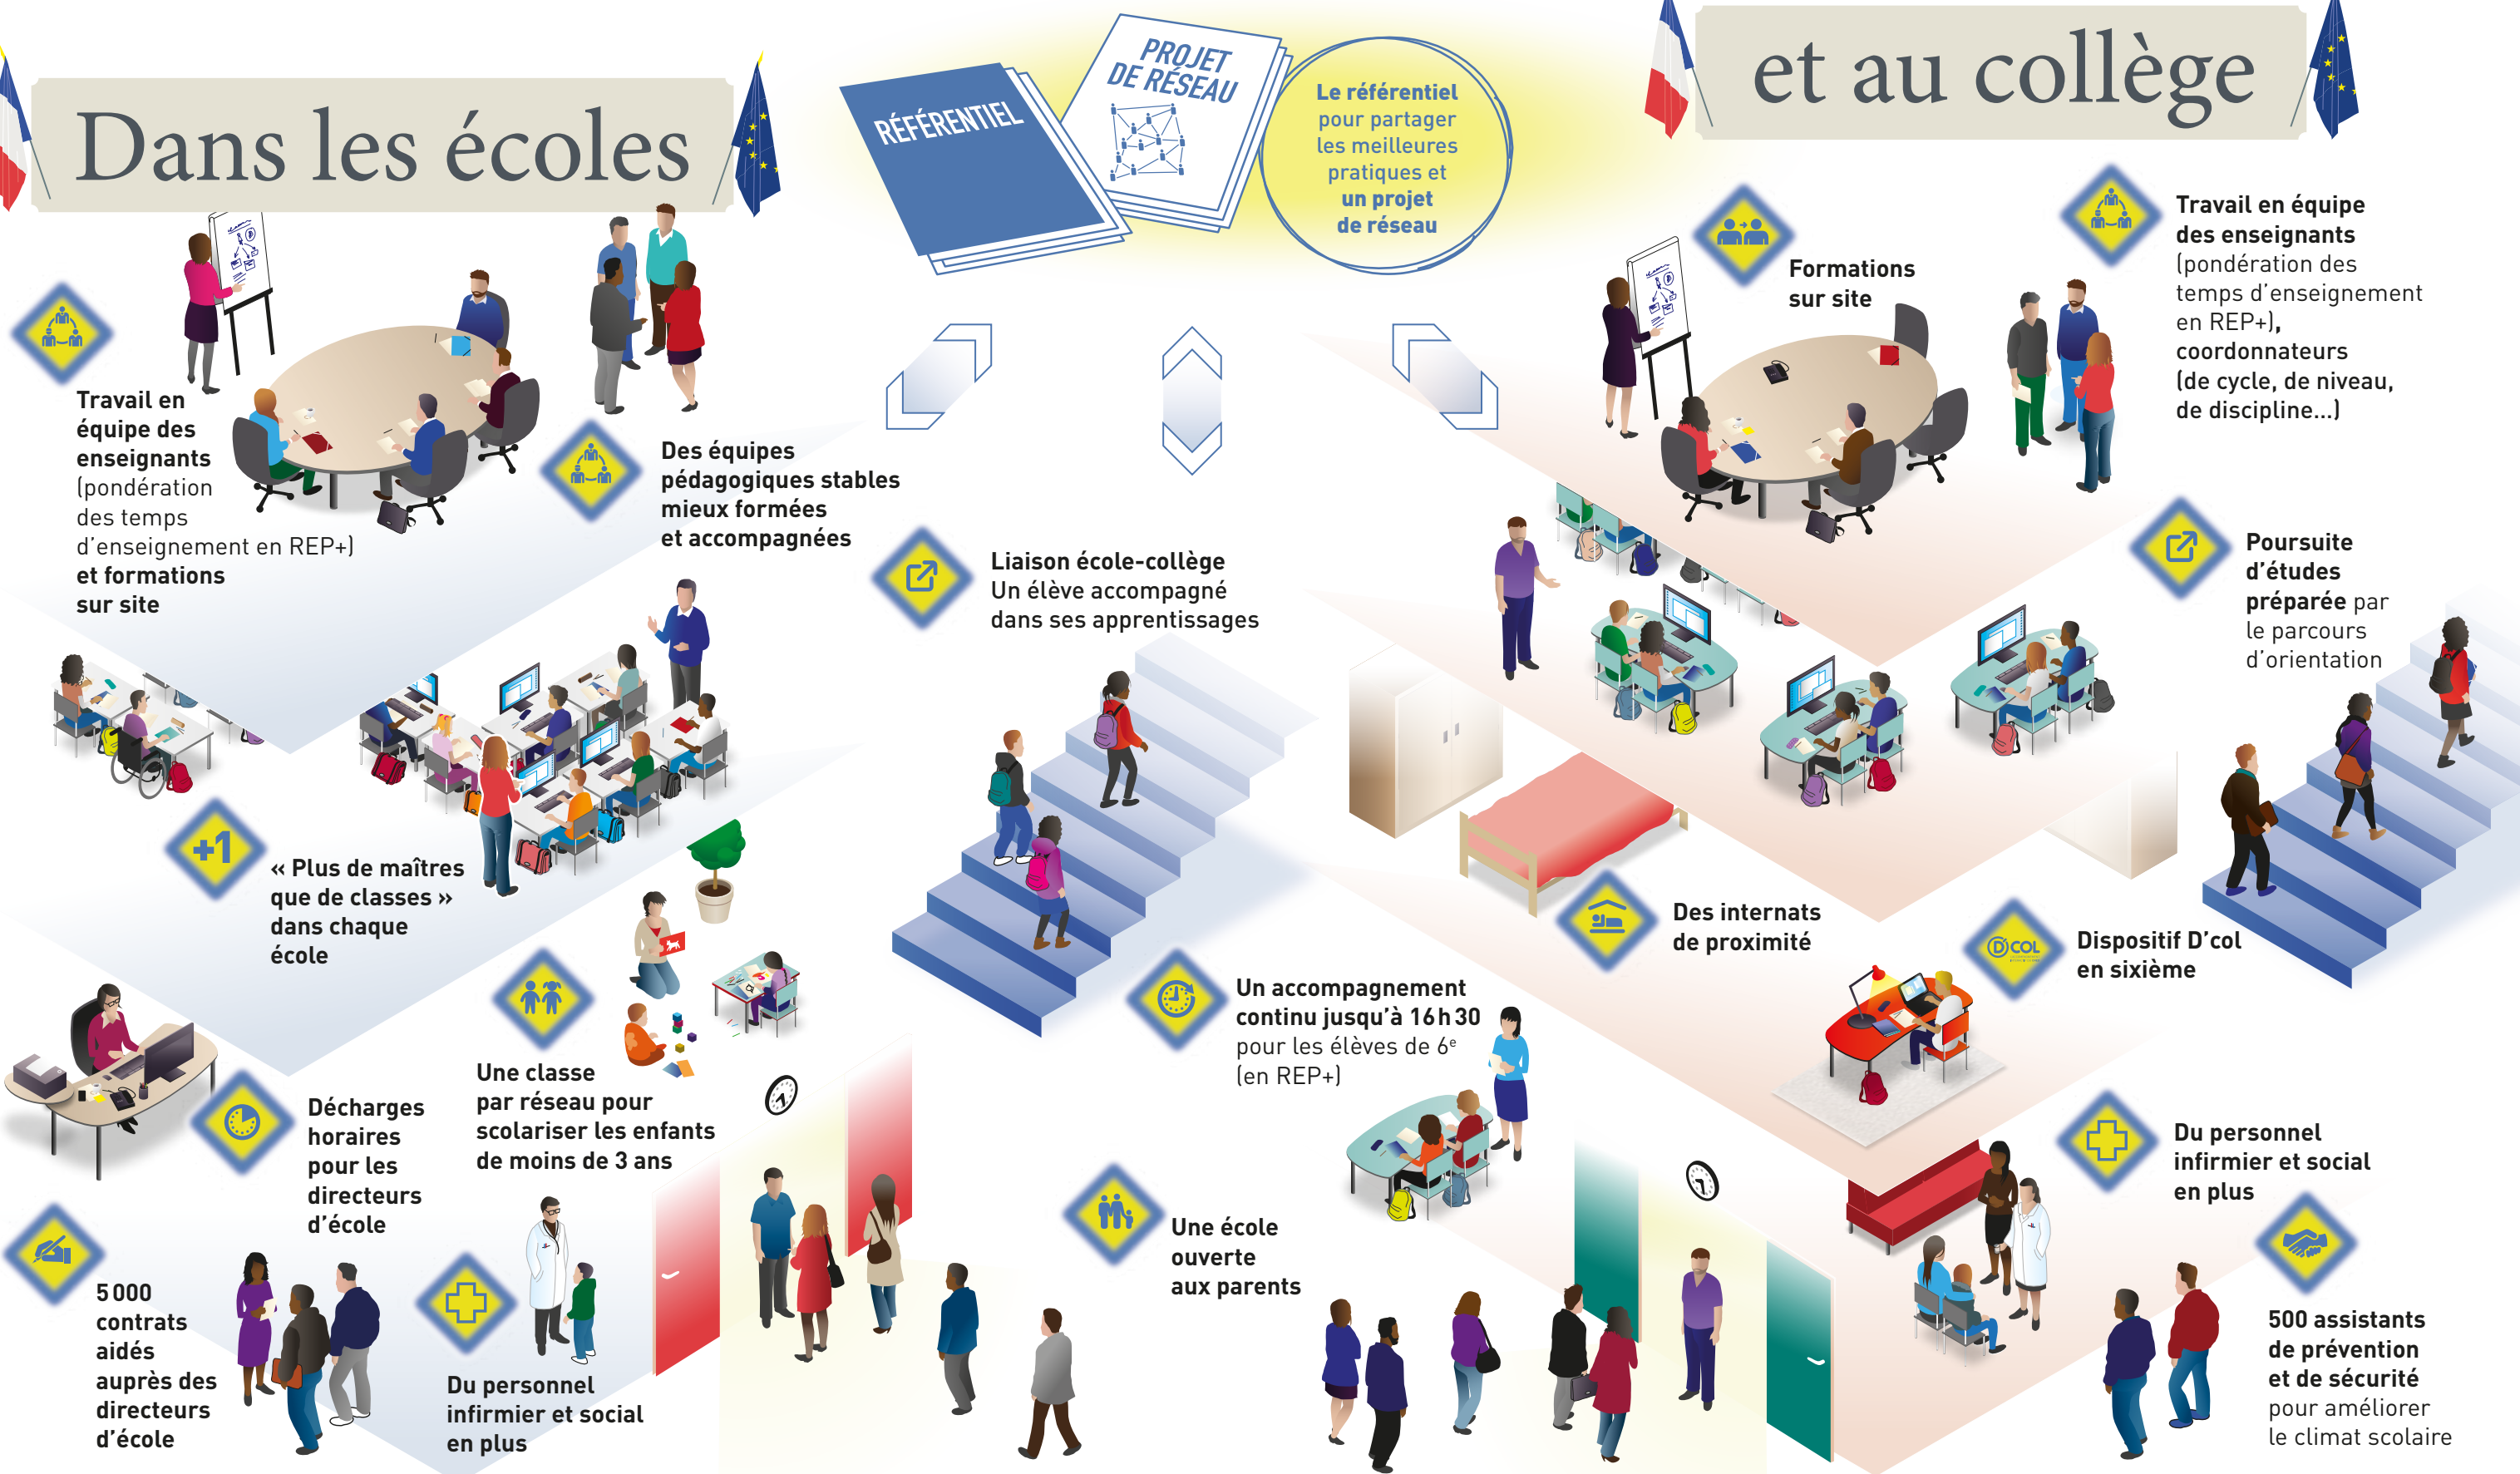 Dans les écoles
RÉFÉRENTIEL
PROJET
DE RÉSEAU
Le référentiel
pour partager
les meilleures
pratiques et
un projet
de réseau
et au collège
Travail en
équipe des
enseignants
(pondération
des temps
d'enseignement en REP+)
et formations
sur site
Des équipes
pédagogiques stables
mieux formées
et accompagnées
+1
« Plus de maîtres
que de classes »
dans chaque
école
Décharges
horaires
pour les
directeurs
d'école
Une classe
par réseau pour
scolariser les enfants
de moins de 3 ans
5 000
contrats
aidés
auprès des
directeurs
d'école
Du personnel
infirmier et social
en plus
Liaison école-collège
Un élève accompagné
dans ses apprentissages
Un accompagnement
continu jusqu'à 16 h 30
pour les élèves de 6e
(en REP+)
Une école
ouverte
aux parents
Formations
sur site
Travail en équipe
des enseignants
(pondération des
temps d'enseignement
en REP+),
coordonnateurs
(de cycle, de niveau,
de discipline...)
Poursuite
d'études
préparée par
le parcours
d'orientation
Des internats
de proximité
D'COL
Dispositif D'col
en sixième
Du personnel
infirmier et social
en plus
500 assistants
de prévention
et de sécurité
pour améliorer
le climat scolaire